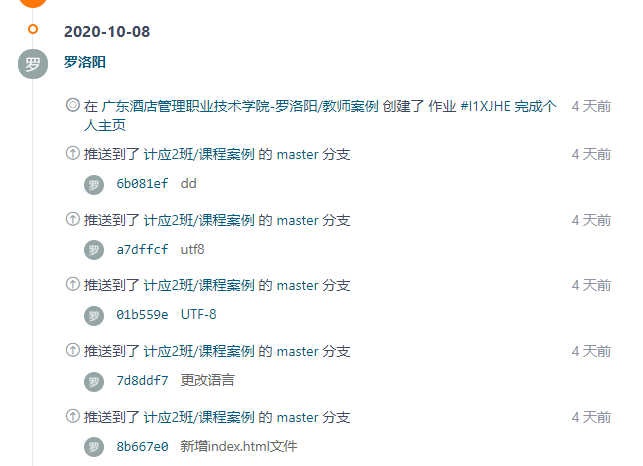 2020-10-08
罗 罗洛阳
在 广东酒店管理职业技术学院-罗洛阳/教师案例 创建了 作业 #I1XJHE 完成个 4 天前
人主页
推送到了 计应2班/课程案例 的 master 分支 4 天前
罗 6b081ef dd
推送到了 计应2班/课程案例 的 master 分支 4 天前
罗 a7dffcf utf8
推送到了 计应2班/课程案例 的 master 分支 4 天前
罗 01b559e UTF-8
推送到了 计应2班/课程案例 的 master 分支 4 天前
罗 7d8ddf7 更改语言
推送到了 计应2班/课程案例 的 master 分支 4 天前
罗 8b667e0 新增index.html文件